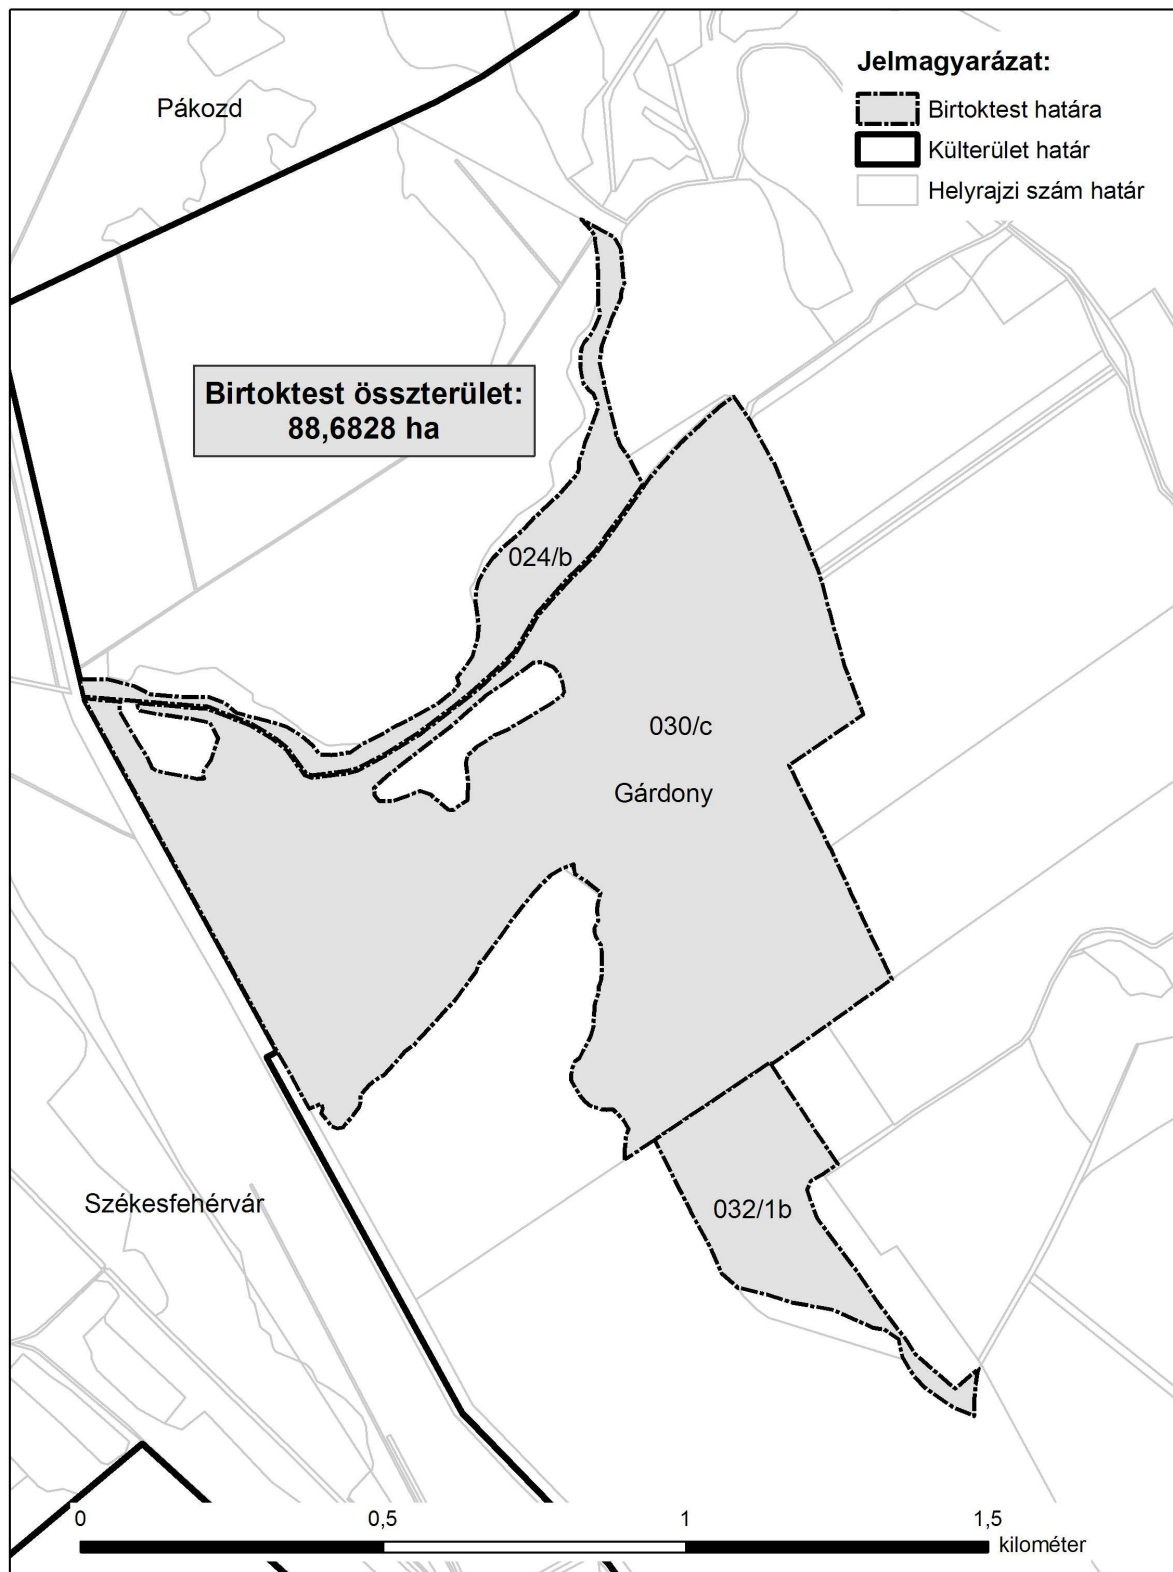 Pákozd
Jelmagyarázat:
Birtoktest határa
Külterület határ
Helyrajzi szám határ
Birtoktest összterület:
88,6828 ha
024/b
030/c
Gárdony
Székesfehérvár
032/1b
0 0,5 1 1,5
kilométer